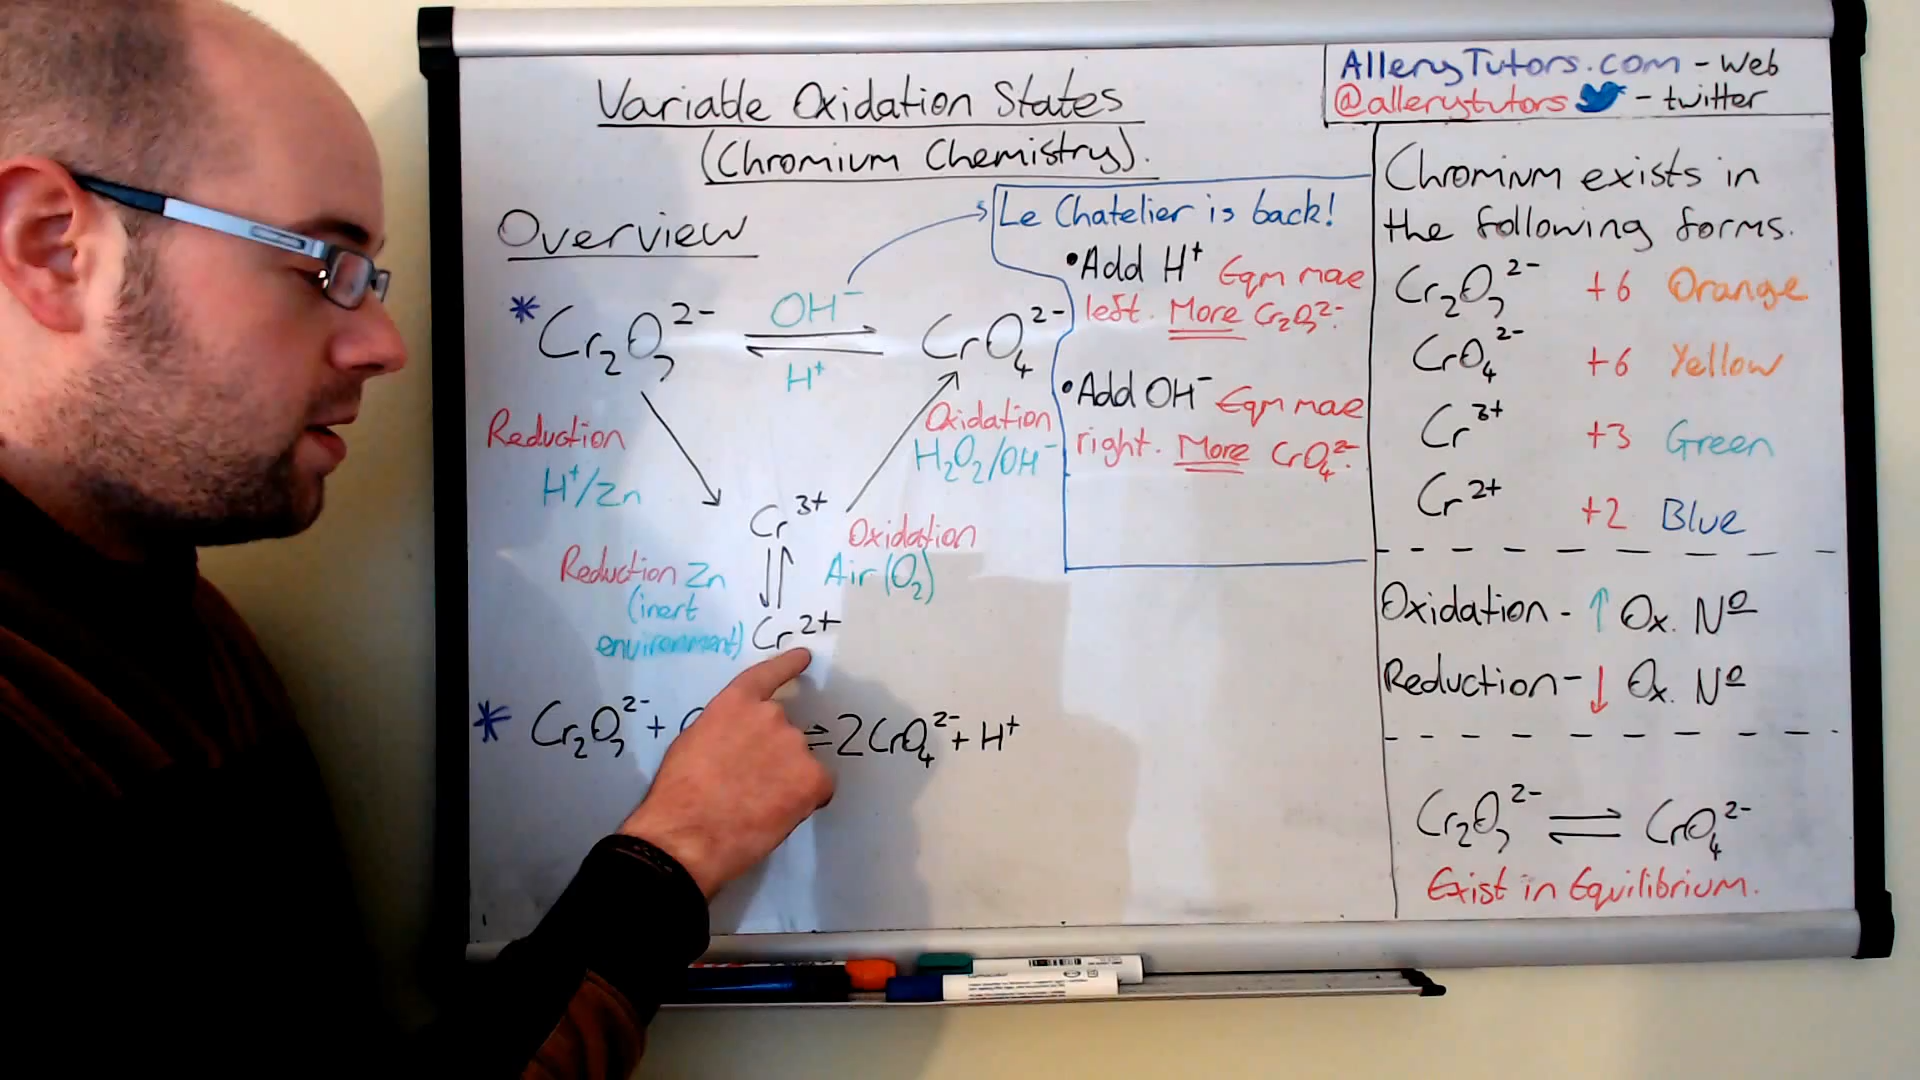 Variable Oxidation States
(Chromium Chemistry).
AlleryTutors.com - Web
@allerytutors - twitter
Overview
* Cr₂O₇²⁻ ⇌ CrO₄²⁻
OH⁻
H⁺
Reduction
H⁺/Zn
Oxidation
H₂O₂/OH⁻
Cr³⁺
Reduction Zn
(inert
environment)
Oxidation
Air (O₂)
Cr²⁺
* Cr₂O₇²⁻ + ⇌ 2CrO₄²⁻ + H⁺
Le Chatelier is back!
• Add H⁺ Eqm move
left. More Cr₂O₇²⁻.
• Add OH⁻ Eqm move
right. More CrO₄²⁻.
Chromium exists in
the following forms.
Cr₂O₇²⁻ +6 Orange
CrO₄²⁻ +6 Yellow
Cr³⁺ +3 Green
Cr²⁺ +2 Blue
Oxidation - ↑ Ox. Nº
Reduction - ↓ Ox. Nº
Cr₂O₇²⁻ ⇌ CrO₄²⁻
Exist in Equilibrium.